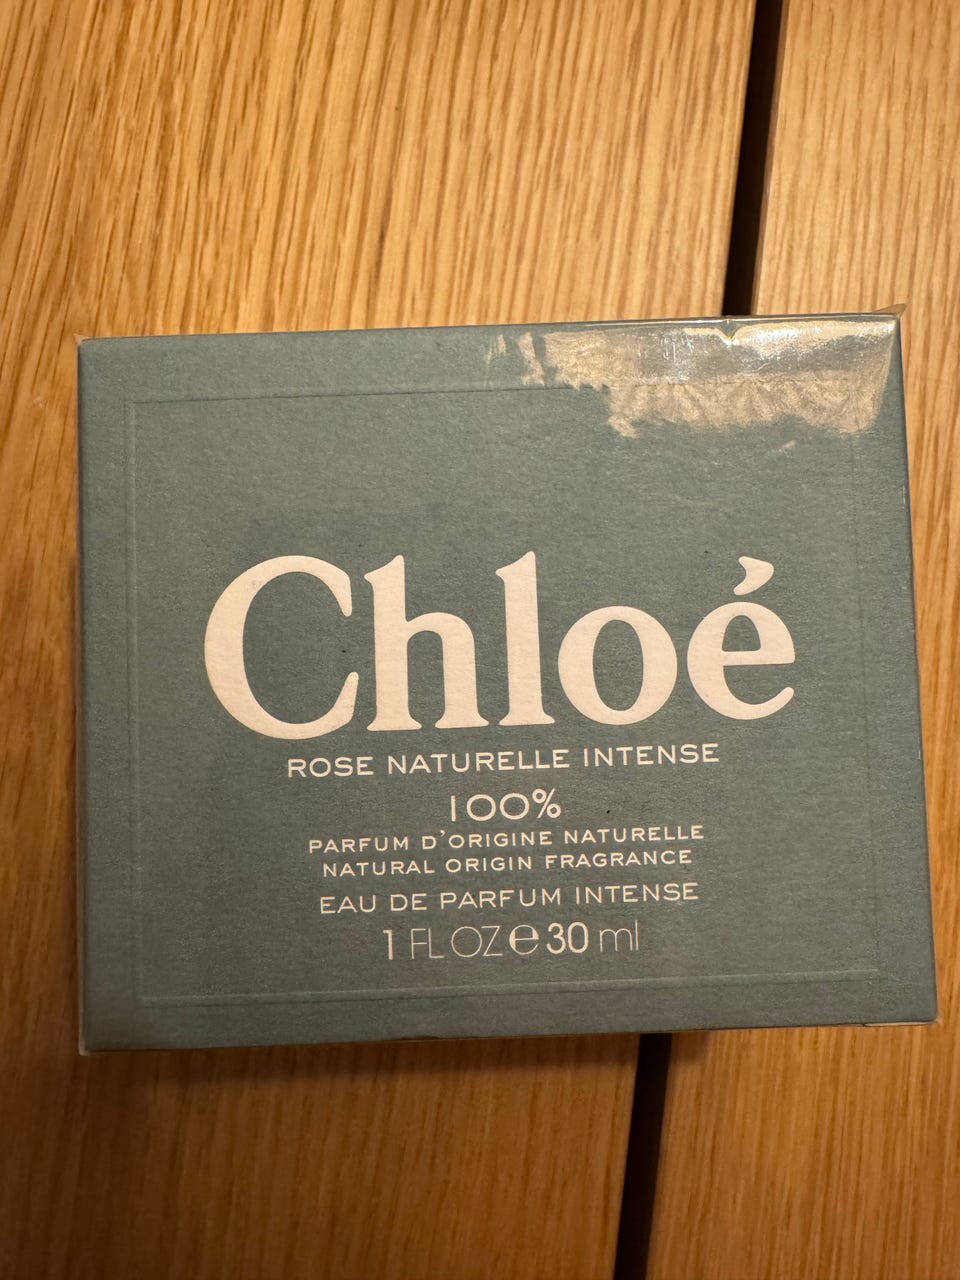 Chloé
ROSE NATURELLE INTENSE
100%
PARFUM D'ORIGINE NATURELLE
NATURAL ORIGIN FRAGRANCE
EAU DE PARFUM INTENSE
1 FL OZ e 30 ml